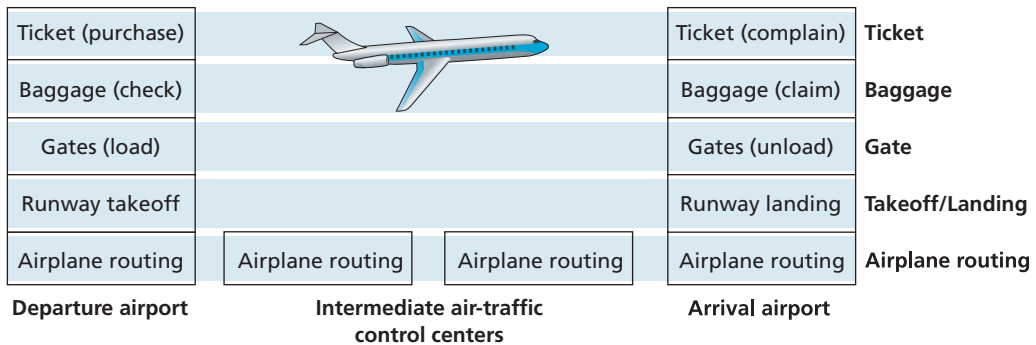 Ticket (purchase) Ticket (complain) Ticket
Baggage (check) Baggage (claim) Baggage
Gates (load) Gates (unload) Gate
Runway takeoff Runway landing Takeoff/Landing
Airplane routing Airplane routing Airplane routing Airplane routing Airplane routing
Departure airport Intermediate air-traffic Arrival airport
control centers